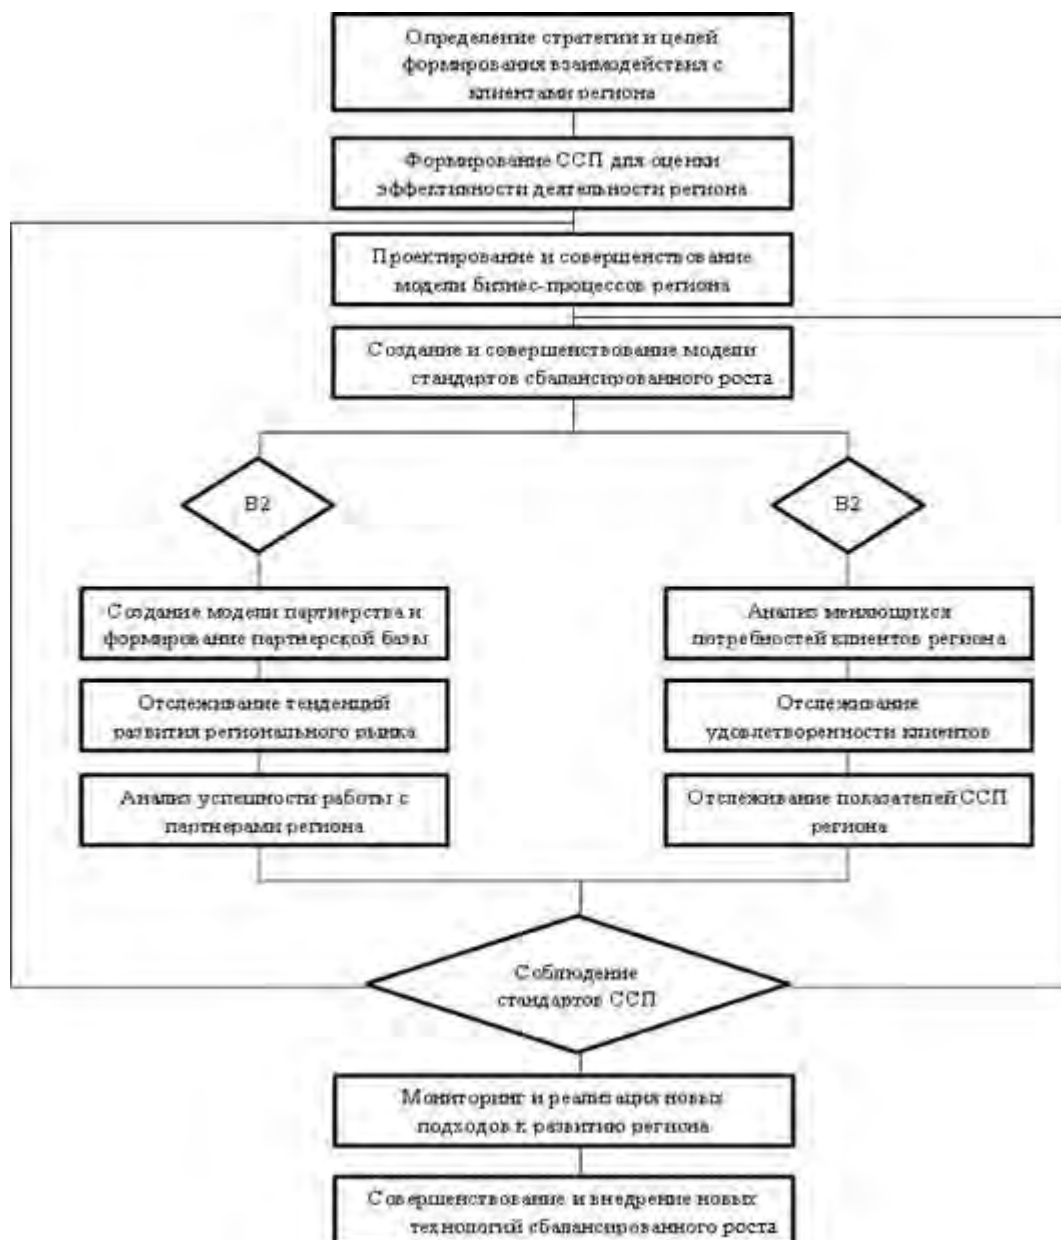 Определение стратегии и целей
формирования взаимодействия с
клиентами региона
Формирование ССП для оценки
эффективности деятельности региона
Проектирование и совершенствование
модели бизнес-процессов региона
Создание и совершенствование модели
стандартов сбалансированного роста
В2
В2
Создание модели партнерства и
формирование партнерской базы
Анализ меняющихся
потребностей клиентов региона
Отслеживание тенденций
развития регионального рынка
Отслеживание
удовлетворенности клиентов
Анализ успешности работы с
партнерами региона
Отслеживание показателей ССП
региона
Соблюдение
стандартов ССП
Мониторинг и реализация новых
подходов к развитию региона
Совершенствование и внедрение новых
технологий сбалансированного роста